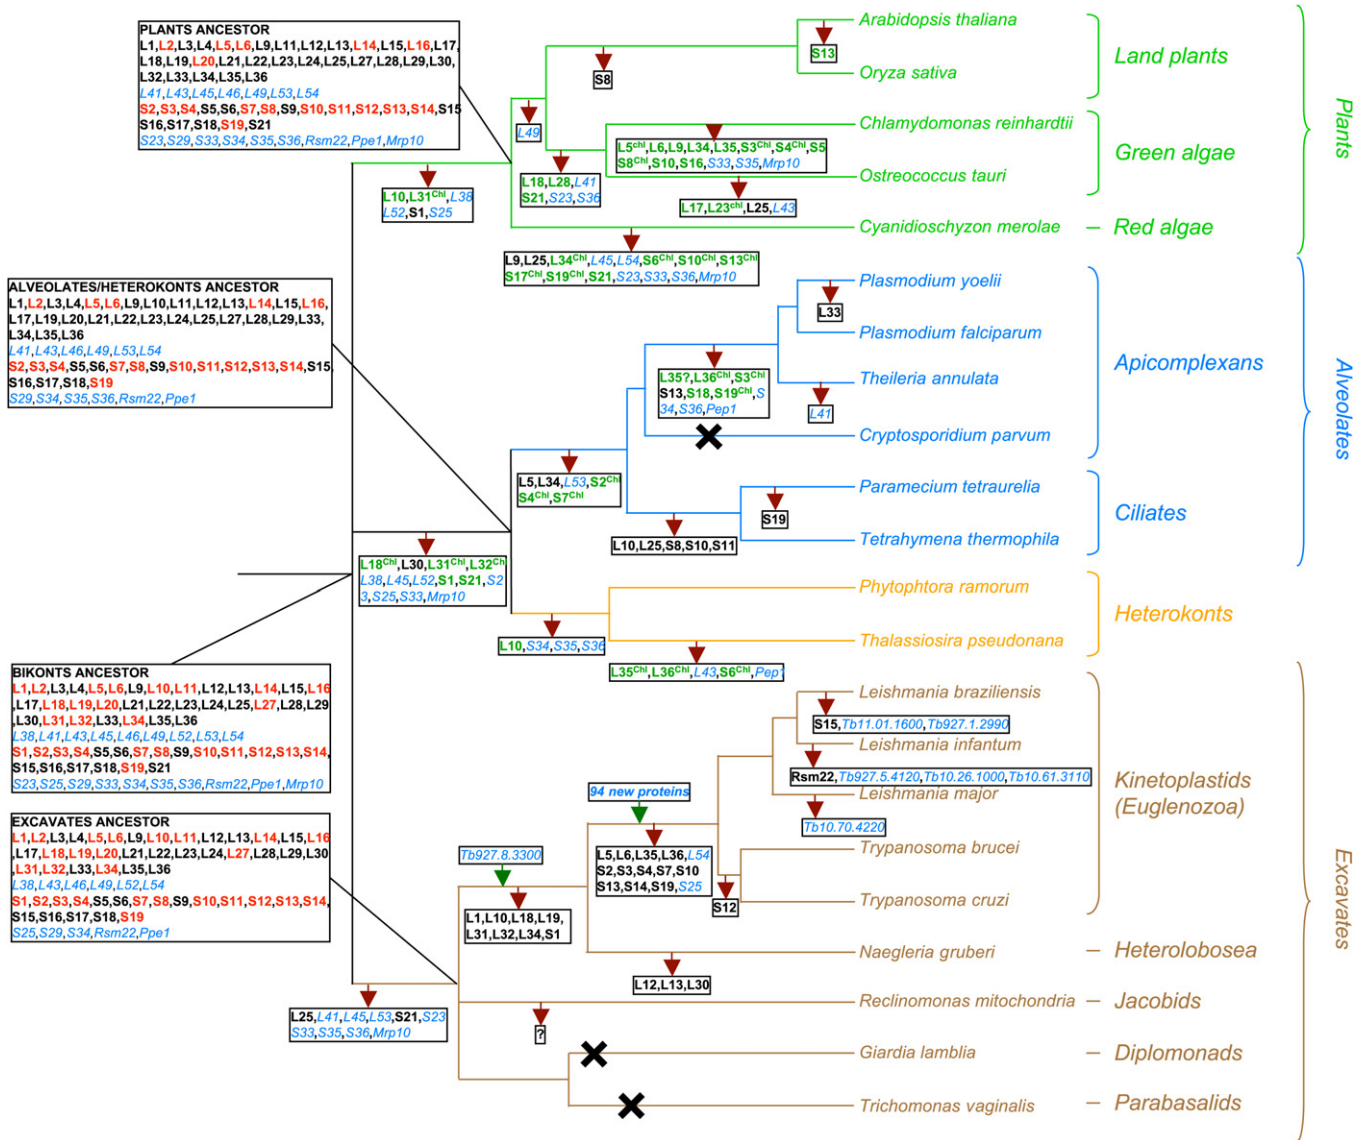 PLANTS ANCESTOR
L1,L2,L3,L4,L5,L6,L9,L11,L12,L13,L14,L15,L16,L17,
L18,L19,L20,L21,L22,L23,L24,L25,L27,L28,L29,L30,
L32,L33,L34,L35,L36
L41,L43,L45,L46,L49,L53,L54
S2,S3,S4,S5,S6,S7,S8,S9,S10,S11,S12,S13,S14,S15
S16,S17,S18,S19,S21
S23,S29,S33,S34,S35,S36,Rsm22,Ppe1,Mrp10
ALVEOLATES/HETEROKONTS ANCESTOR
L1,L2,L3,L4,L5,L6,L9,L10,L11,L12,L13,L14,L15,L16,
L17,L19,L20,L21,L22,L23,L24,L25,L27,L28,L29,L33,
L34,L35,L36
L41,L43,L46,L49,L53,L54
S2,S3,S4,S5,S6,S7,S8,S9,S10,S11,S12,S13,S14,S15,
S16,S17,S18,S19
S29,S34,S35,S36,Rsm22,Ppe1
BIKONTS ANCESTOR
L1,L2,L3,L4,L5,L6,L9,L10,L11,L12,L13,L14,L15,L16
,L17,L18,L19,L20,L21,L22,L23,L24,L25,L27,L28,L29
,L30,L31,L32,L33,L34,L35,L36
L38,L41,L43,L45,L46,L49,L52,L53,L54
S1,S2,S3,S4,S5,S6,S7,S8,S9,S10,S11,S12,S13,S14,
S15,S16,S17,S18,S19,S21
S23,S25,S29,S33,S34,S35,S36,Rsm22,Ppe1,Mrp10
EXCAVATES ANCESTOR
L1,L2,L3,L4,L5,L6,L9,L10,L11,L12,L13,L14,L15,L16
,L17,L18,L19,L20,L21,L22,L23,L24,L27,L28,L29,L30
,L31,L32,L33,L34,L35,L36
L38,L43,L46,L49,L52,L54
S1,S2,S3,S4,S5,S6,S7,S8,S9,S10,S11,S12,S13,S14,
S15,S16,S17,S18,S19
S25,S29,S34,Rsm22,Ppe1
L10,L31Chl,L38
L52,S1,S25
L49
S8
S13
L5chl,L6,L9,L34,L35,S3Chl,S4Chl,S5
S8Chl,S10,S16,S33,S35,Mrp10
L18,L28,L41
S21,S23,S36
L17,L23chl,L25,L43
L9,L25,L34Chl,L45,L54,S6Chl,S10Chl,S13Chl
S17Chl,S19Chl,S21,S23,S33,S36,Mrp10
L33
L35?,L36Chl,S3Chl
S13,S18,S19Chl,S
34,S36,Pep1
L41
L5,L34,L53,S2Chl
S4Chl,S7Chl
S19
L10,L25,S8,S10,S11
L18Chl,L30,L31Chl,L32Ch
L38,L45,L52,S1,S21,S2
3,S25,S33,Mrp10
L10,S34,S35,S36
L35Chl,L36Chl,L43,S6Chl,Pep1
S15,Tb11.01.1600,Tb927.1.2990
Rsm22,Tb927.5.4120,Tb10.26.1000,Tb10.61.3110
Tb10.70.4220
94 new proteins
L5,L6,L35,L36,L54
S2,S3,S4,S7,S10
S13,S14,S19,S25
S12
Tb927.8.3300
L1,L10,L18,L19,
L31,L32,L34,S1
L12,L13,L30
L25,L41,L45,L53,S21,S23
S33,S35,S36,Mrp10
?
Arabidopsis thaliana
Oryza sativa
Chlamydomonas reinhardtii
Ostreococcus tauri
Cyanidioschyzon merolae
Plasmodium yoelii
Plasmodium falciparum
Theileria annulata
Cryptosporidium parvum
Paramecium tetraurelia
Tetrahymena thermophila
Phytophtora ramorum
Thalassiosira pseudonana
Leishmania braziliensis
Leishmania infantum
Leishmania major
Trypanosoma brucei
Trypanosoma cruzi
Naegleria gruberi
Reclinomonas mitochondria
Giardia lamblia
Trichomonas vaginalis
Land plants
Green algae
Red algae
Apicomplexans
Ciliates
Heterokonts
Kinetoplastids
(Euglenozoa)
Heterolobosea
Jacobids
Diplomonads
Parabasalids
Plants
Alveolates
Excavates